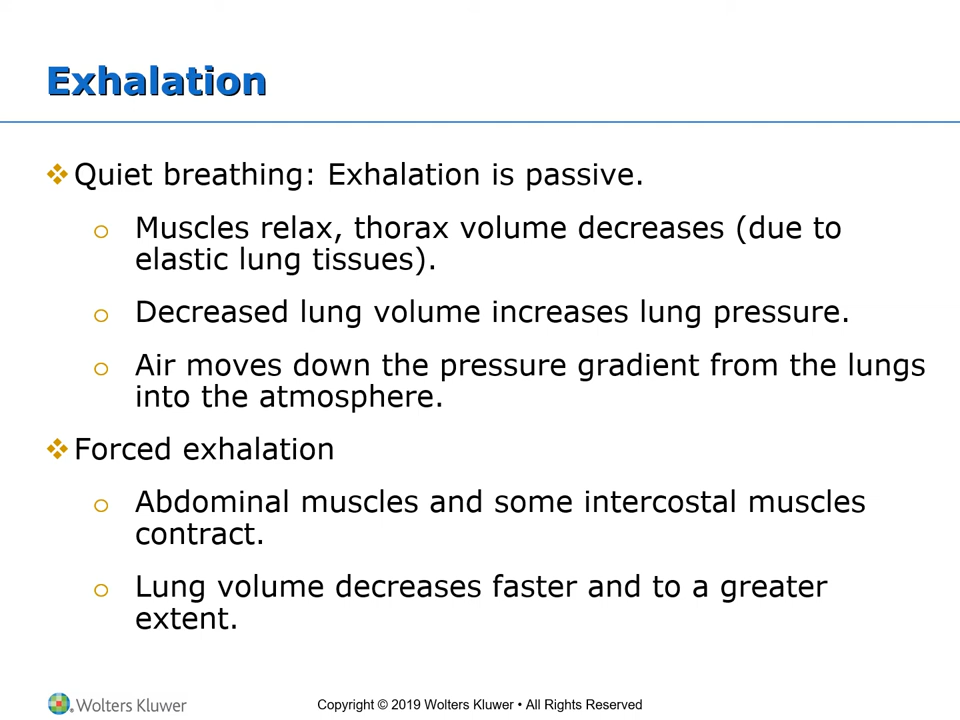 Exhalation
❖ Quiet breathing: Exhalation is passive.
o Muscles relax, thorax volume decreases (due to
elastic lung tissues).
o Decreased lung volume increases lung pressure.
o Air moves down the pressure gradient from the lungs
into the atmosphere.
❖ Forced exhalation
o Abdominal muscles and some intercostal muscles
contract.
o Lung volume decreases faster and to a greater
extent.
Wolters Kluwer
Copyright © 2019 Wolters Kluwer • All Rights Reserved